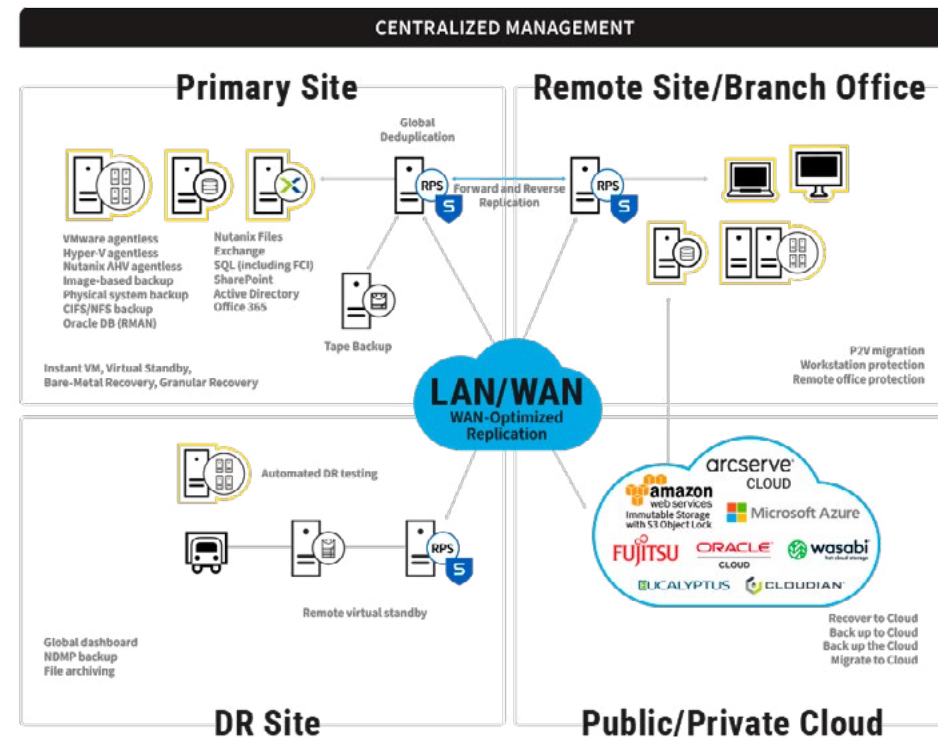 CENTRALIZED MANAGEMENT
Primary Site
Global
Deduplication
RPS
S
VMware agentless
Hyper-V agentless
Nutanix AHV agentless
Image-based backup
Physical system backup
CIFS/NFS backup
Oracle DB (RMAN)
Nutanix Files
Exchange
SQL (including FCI)
SharePoint
Active Directory
Office 365
Tape Backup
Instant VM, Virtual Standby,
Bare-Metal Recovery, Granular Recovery
Forward and Reverse
Replication
Remote Site/Branch Office
RPS
S
P2V migration
Workstation protection
Remote office protection
LAN/WAN
WAN-Optimized
Replication
Automated DR testing
RPS
S
Remote virtual standby
Global dashboard
NDMP backup
File archiving
DR Site
arcserve
CLOUD
amazon
web services
Immutable Storage
with S3 Object Lock
Microsoft Azure
FUJITSU
ORACLE
CLOUD
wasabi
hot cloud storage
EUCALYPTUS
CLOUDIAN
Recover to Cloud
Back up to Cloud
Back up the Cloud
Migrate to Cloud
Public/Private Cloud